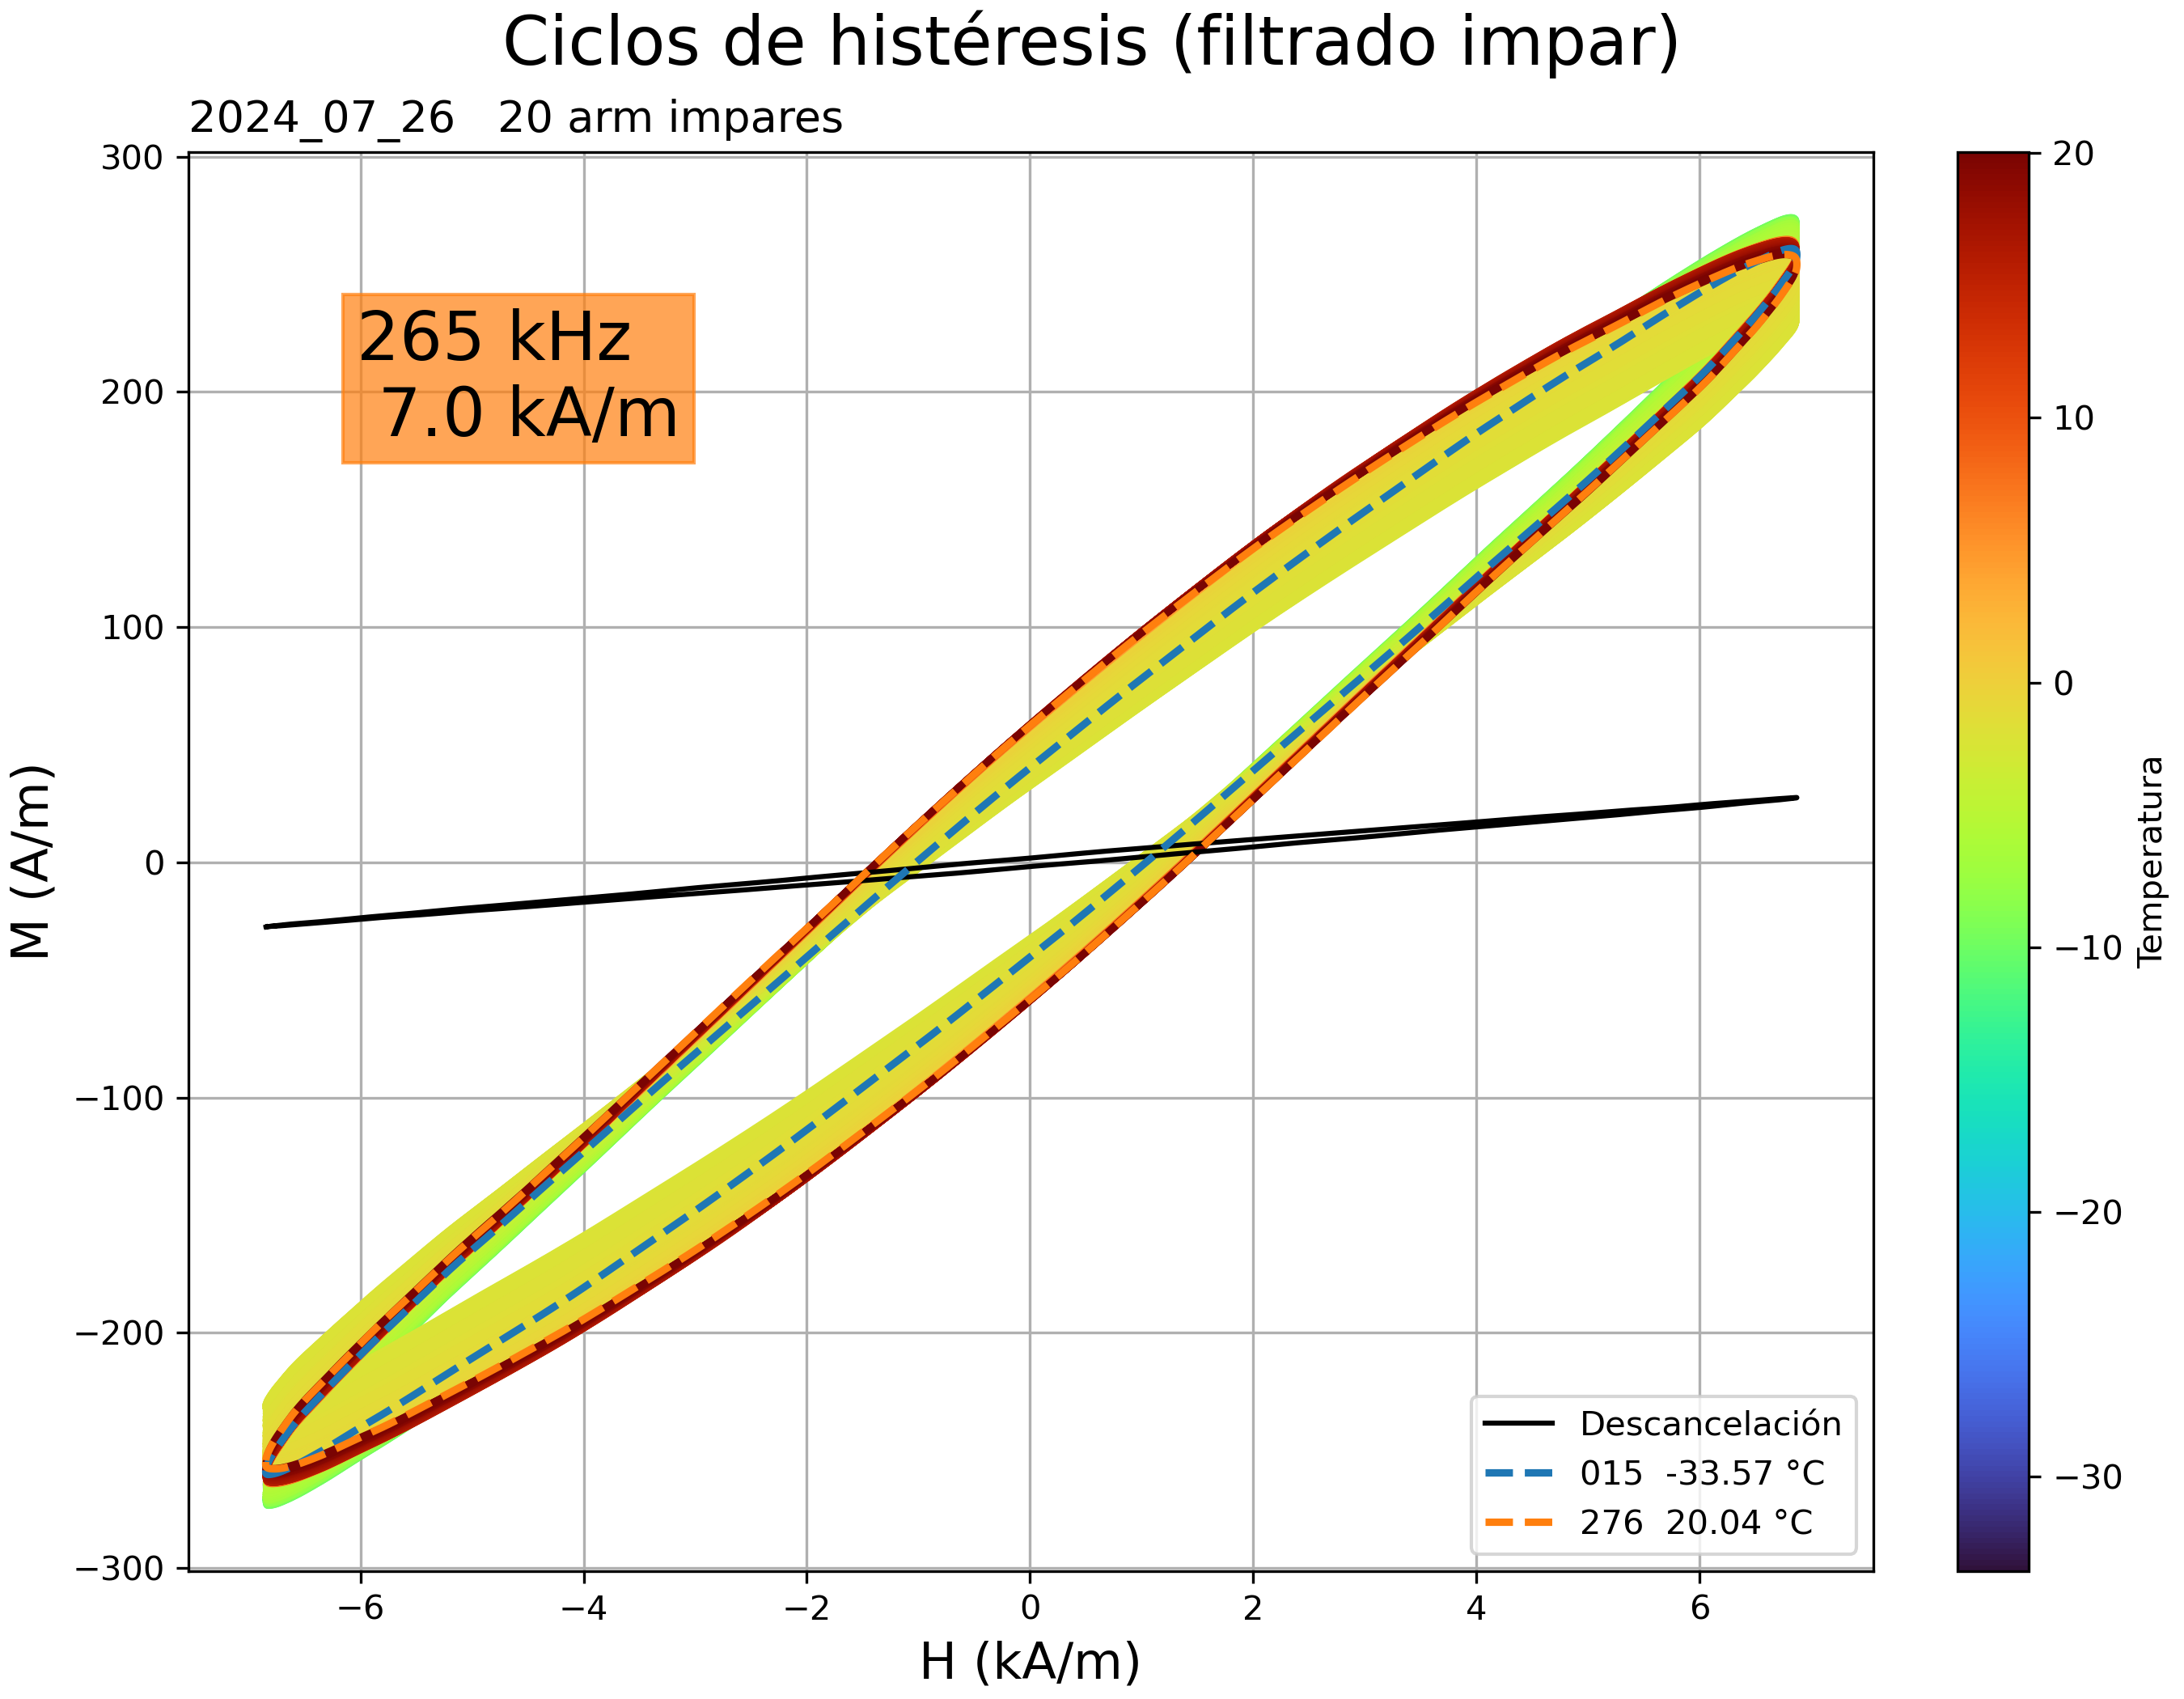 Ciclos de histéresis (filtrado impar)
2024_07_26   20 arm impares
265 kHz
7.0 kA/m
M (A/m)
300
200
100
0
−100
−200
−300
−6
−4
−2
0
2
4
6
H (kA/m)
Descancelación
015  -33.57 °C
276  20.04 °C
20
10
0
−10
−20
−30
Temperatura